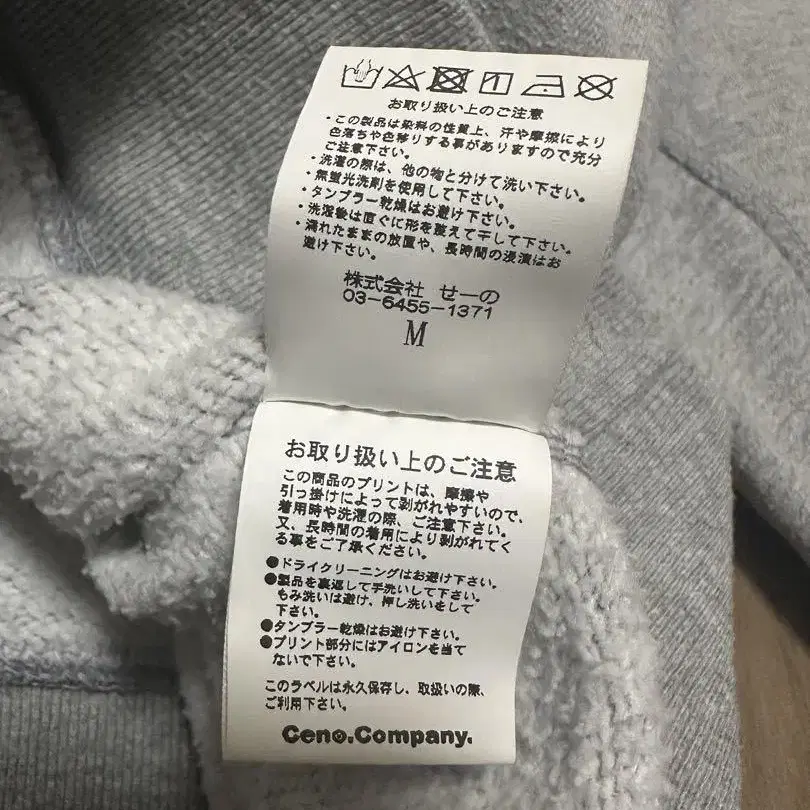 お取り扱い上のご注意
・この製品は染料の性質上、汗や摩擦により
色落ちや色移りする事がありますので充分
ご注意下さい。
・洗濯の際は、他の物と分けて洗い下さい。
・無蛍光洗剤を使用して下さい。
・タンブラー乾燥はお避け下さい。
・洗濯後は直ぐに形を整えて干して下さい。
・濡れたままの放置や、長時間の浸漬はお
避け下さい。
株式会社 せーの
03-6455-1371
M
お取り扱い上のご注意
この商品のプリントは、摩擦や
引っ掛けによって剥がれやすいので、
着用時や洗濯の際、ご注意下さい。
又、長時間の着用により剥がれてく
る事をご了承ください。
●ドライクリーニングはお避け下さい。
●製品を裏返して手洗いして下さい。
もみ洗いは避け、押し洗いをして
下さい。
●タンブラー乾燥はお避け下さい。
●プリント部分にはアイロンを当て
ないで下さい。
このラベルは永久保存し、取扱いの際、
ご利用下さい。
Ceno.Company.